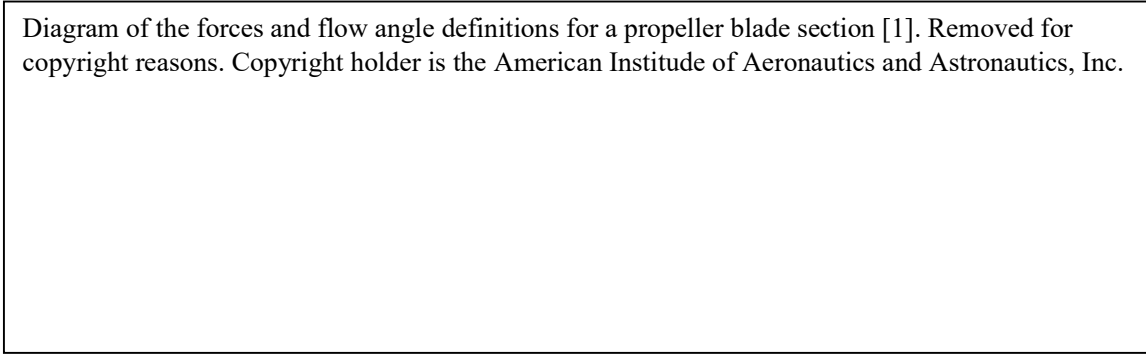 Diagram of the forces and flow angle definitions for a propeller blade section [1]. Removed for
copyright reasons. Copyright holder is the American Institude of Aeronautics and Astronautics, Inc.